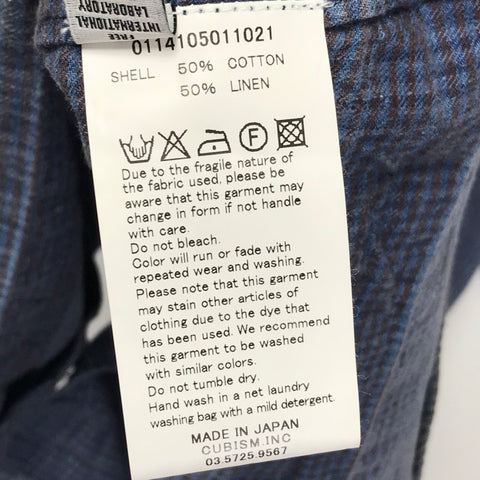 FREE
INTERNATIONAL
LABORATORY
0114105011021
SHELL 50% COTTON
50% LINEN
F
Due to the fragile nature of
the fabric used, please be
aware that this garment may
change in form if not handle
with care.
Do not bleach.
Color will run or fade with
repeated wear and washing.
Please note that this garment
may stain other articles of
clothing due to the dye that
has been used. We recommend
this garment to be washed
with similar colors.
Do not tumble dry.
Hand wash in a net laundry
washing bag with a mild detergent.
MADE IN JAPAN
CUBISM.INC
03.5725.9567